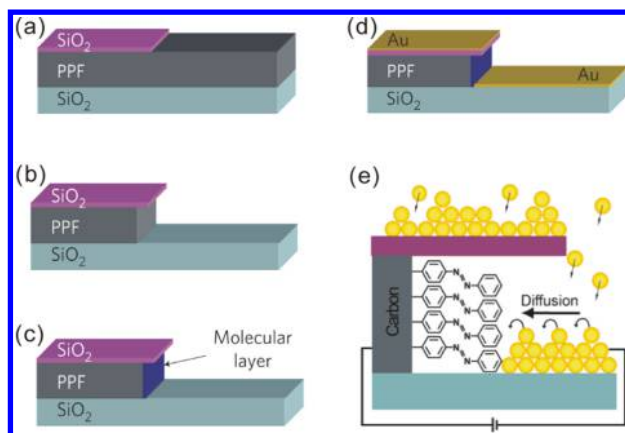 (a)
SiO2
PPF
SiO2
(b)
SiO2
PPF
SiO2
(c)
SiO2
Molecular
layer
PPF
SiO2
(d)
Au
PPF
Au
SiO2
(e)
Carbon
N
N
N
N
N
N
N
N
Diffusion